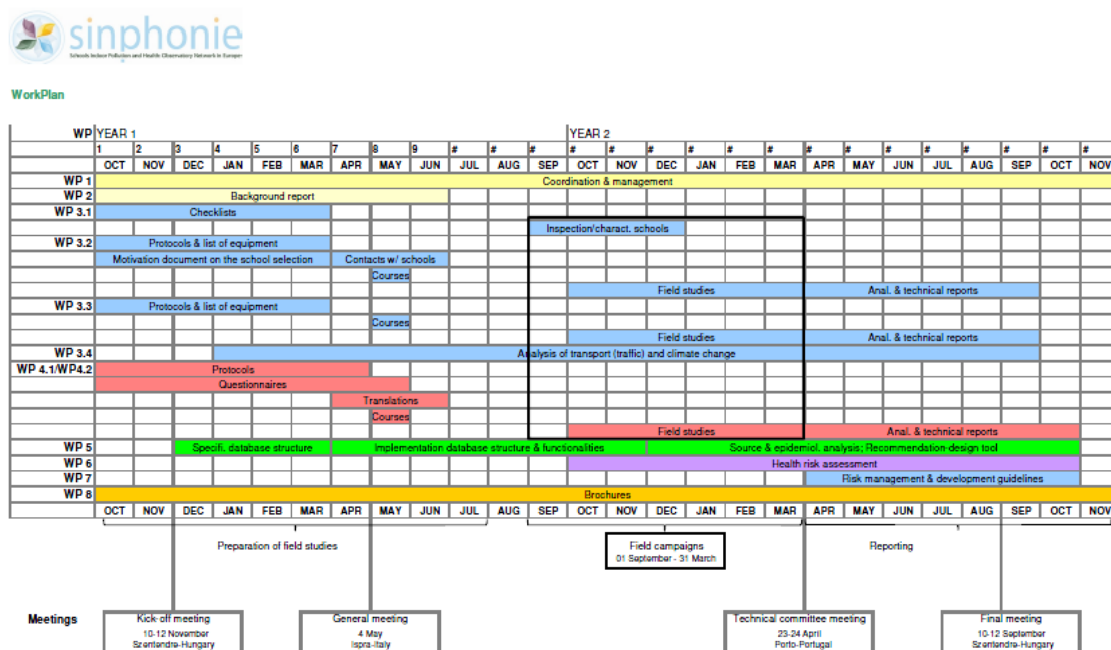 sinphonie
Schools Indoor Pollution and Health Observatory Network in Europe
WorkPlan
WP YEAR 1 YEAR 2
1 2 3 4 5 6 7 8 9 # # # # # # # # # # # # # # # # #
OCT NOV DEC JAN FEB MAR APR MAY JUN JUL AUG SEP OCT NOV DEC JAN FEB MAR APR MAY JUN JUL AUG SEP OCT NOV
WP 1 Coordination & management
WP 2 Background report
WP 3.1 Checklists
Inspection/charact. schools
WP 3.2 Protocols & list of equipment
Motivation document on the school selection Contacts w/ schools
Courses
Field studies Anal. & technical reports
WP 3.3 Protocols & list of equipment
Courses
Field studies Anal. & technical reports
WP 3.4 Analysis of transport (traffic) and climate change
WP 4.1/WP4.2 Protocols
Questionnaires
Translations
Courses
Field studies Anal. & technical reports
WP 5 Specifi. database structure Implementation database structure & functionalities Source & epidemiol. analysis; Recommendation-design tool
WP 6 Health risk assessment
WP 7 Risk management & development guidelines
WP 8 Brochures
OCT NOV DEC JAN FEB MAR APR MAY JUN JUL AUG SEP OCT NOV DEC JAN FEB MAR APR MAY JUN JUL AUG SEP OCT NOV
Preparation of field studies Field campaigns Reporting
01 September - 31 March
Meetings Kick-off meeting General meeting Technical committee meeting Final meeting
10-12 November 4 May 23-24 April 10-12 September
Szentendre-Hungary Ispra-Italy Porto-Portugal Szentendre-Hungary